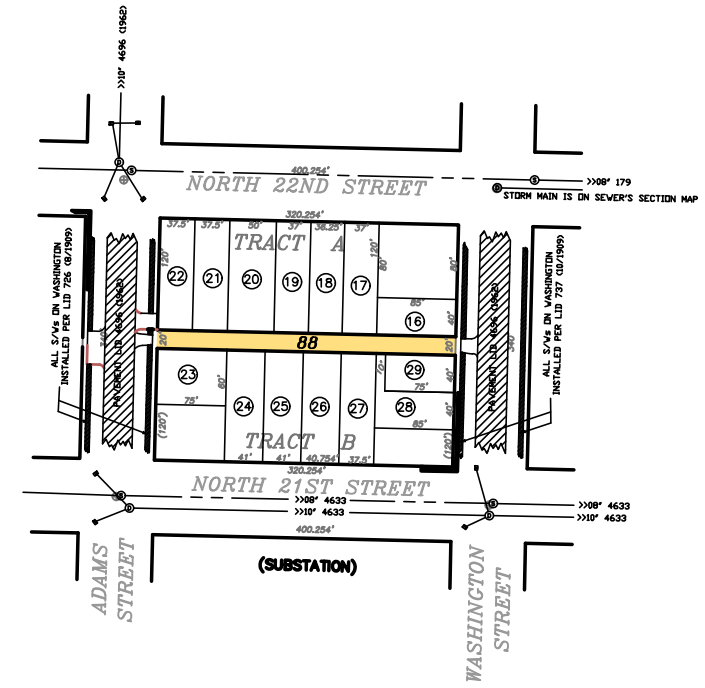 >>10" 4696 (1962)
400.254'
NORTH 22ND STREET
>>08" 179
STORM MAIN IS ON SEWER'S SECTION MAP
320.254'
37.5' 37.5' 50' 37' 38.25' 37'
TRACT A
120'
120'
80'
80'
22 21 20 19 18 17
85'
16
40'
ALL S/Ws ON WASHINGTON
INSTALLED PER LID 726 (8/1909)
PAVEMENT LID 4696 (1962)
20'
88
20'
PAVEMENT LID 4696 (1962)
340'
ALL S/Ws ON WASHINGTON
INSTALLED PER LID 737 (10/1909)
23
75'
29
75'
40'
24 25 26 27 28
40'
85'
(120')
(120')
TRACT B
41' 41' 40.754' 37.5'
320.254'
NORTH 21ST STREET
>>08" 4633
>>10" 4633
>>08" 4633
>>10" 4633
400.254'
(SUBSTATION)
ADAMS
STREET
WASHINGTON
STREET